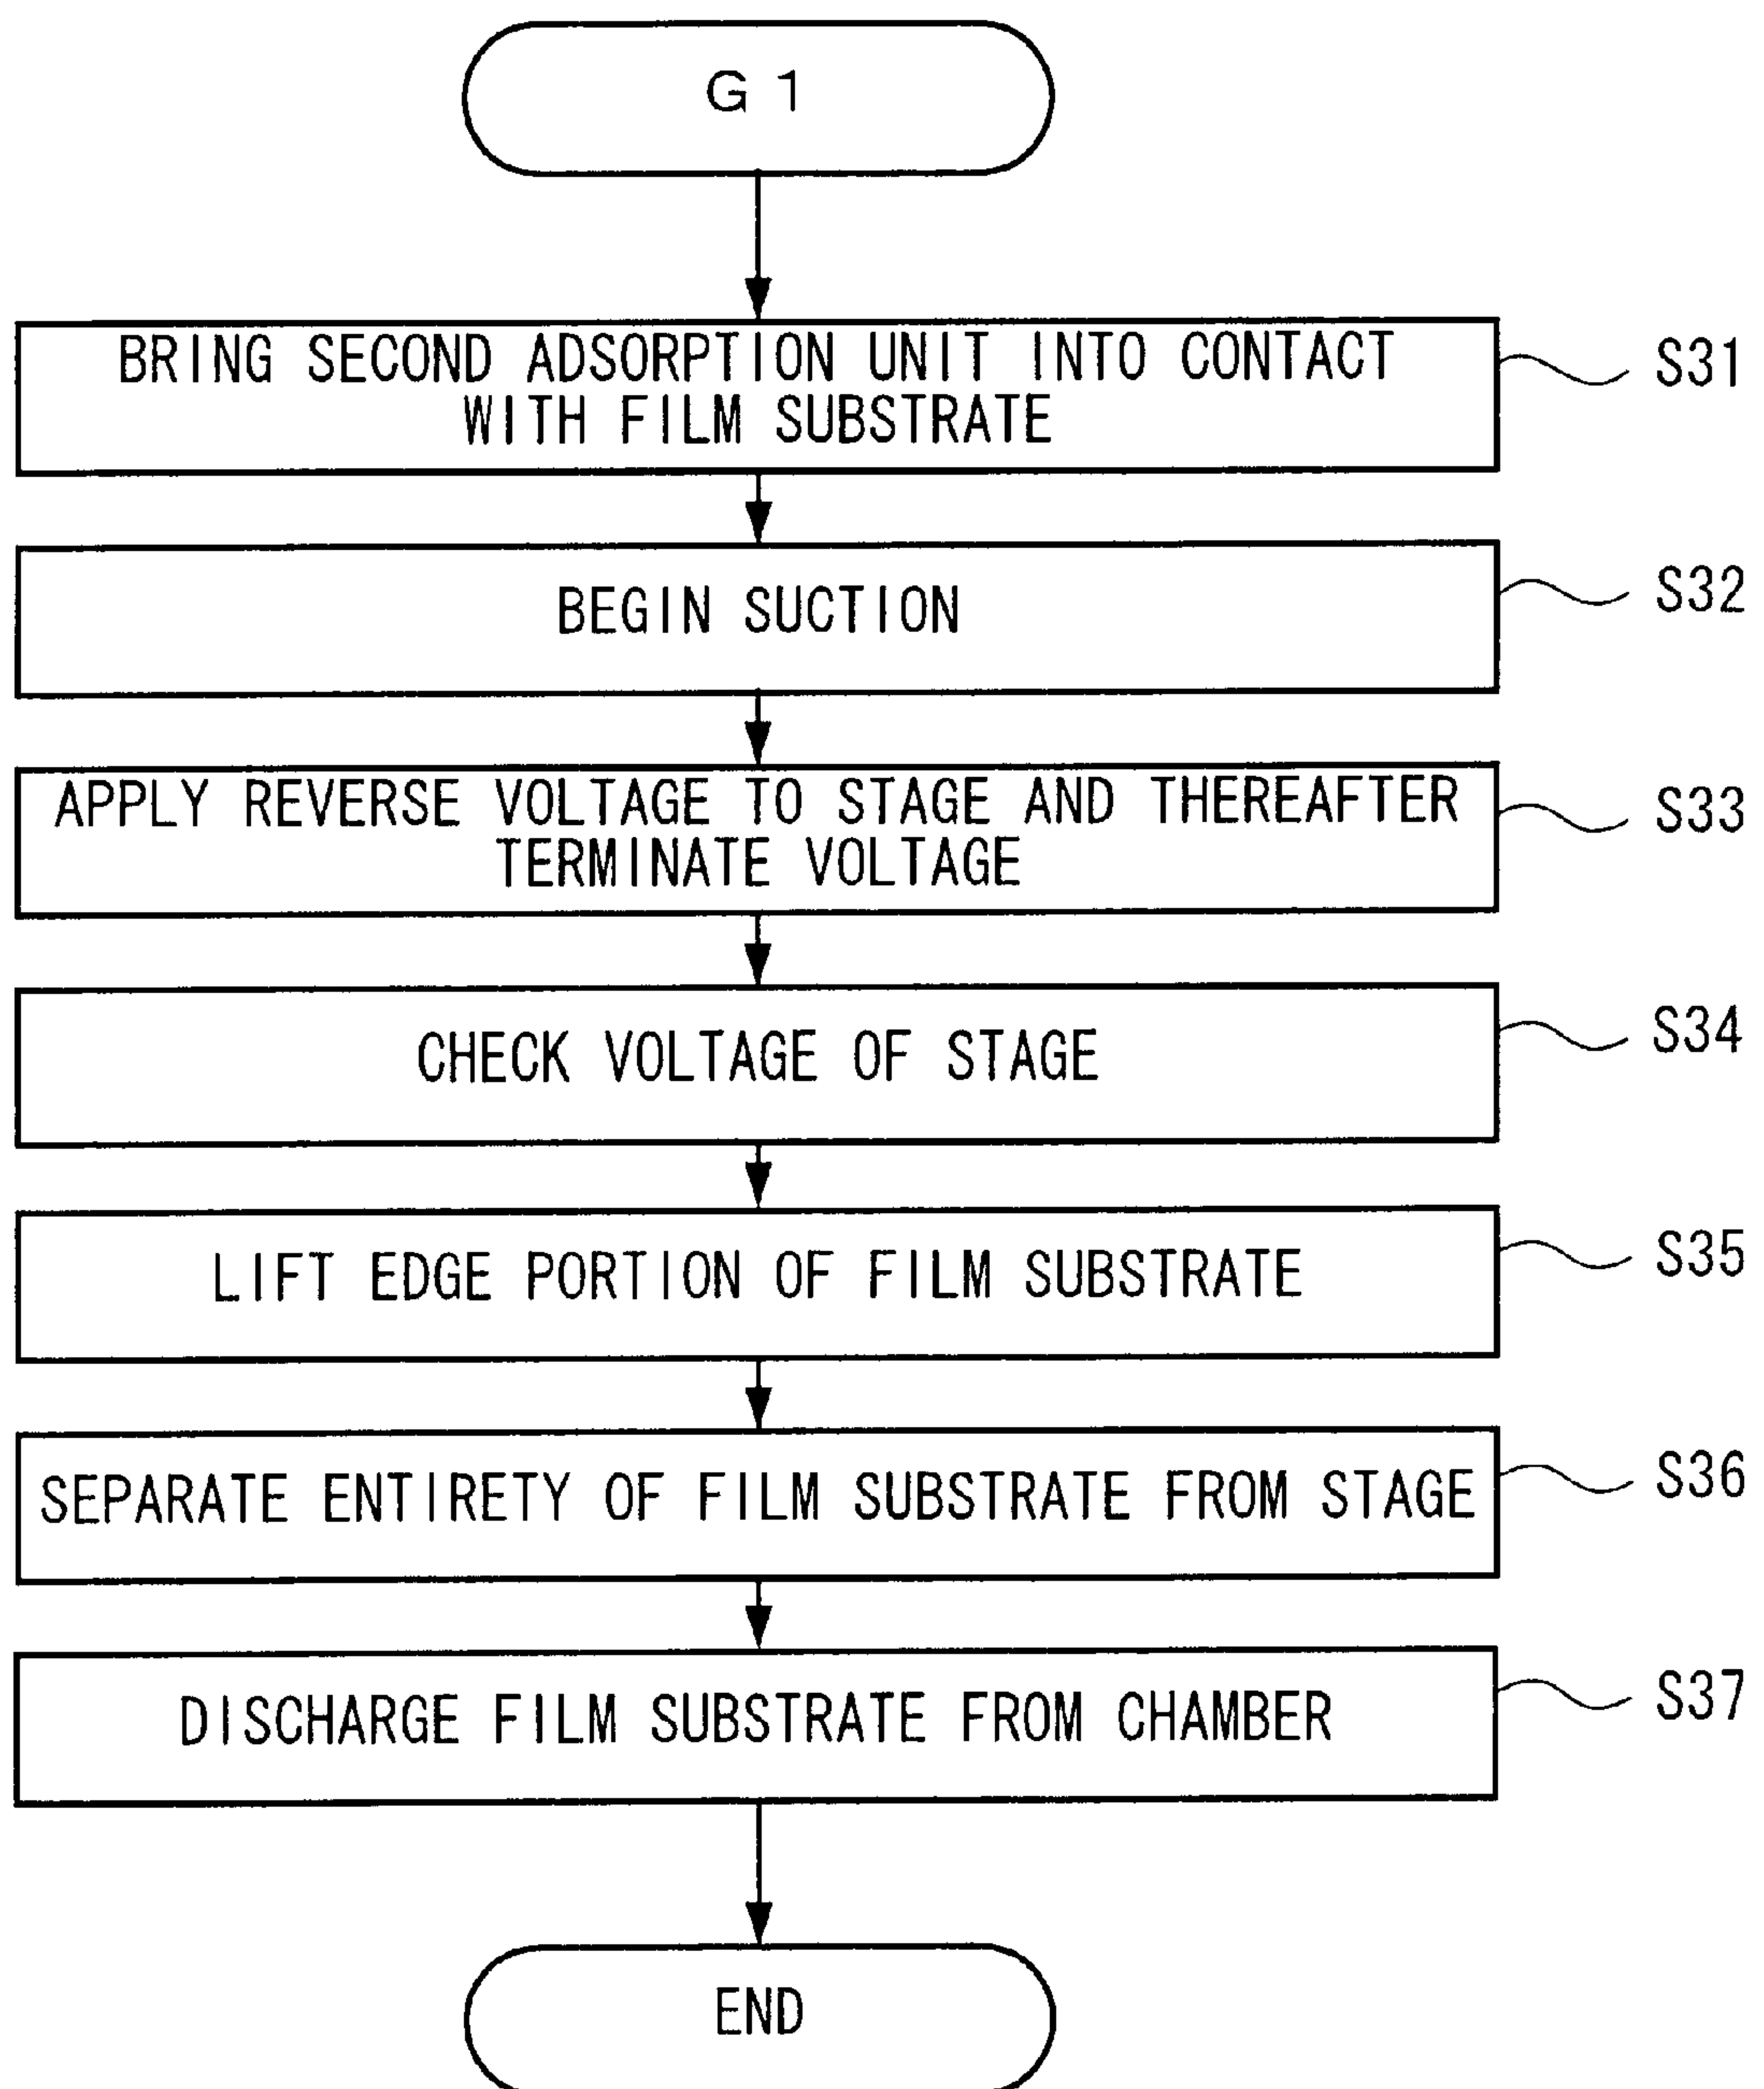 G 1
BRING SECOND ADSORPTION UNIT INTO CONTACT
WITH FILM SUBSTRATE
S31
BEGIN SUCTION
S32
APPLY REVERSE VOLTAGE TO STAGE AND THEREAFTER
TERMINATE VOLTAGE
S33
CHECK VOLTAGE OF STAGE
S34
LIFT EDGE PORTION OF FILM SUBSTRATE
S35
SEPARATE ENTIRETY OF FILM SUBSTRATE FROM STAGE
S36
DISCHARGE FILM SUBSTRATE FROM CHAMBER
S37
END